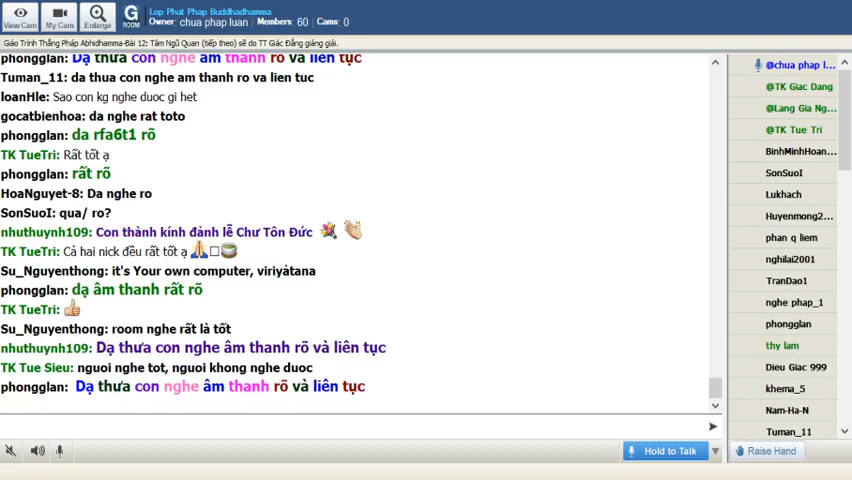 View Cam
My Cam
Enlarge
G
ROOM
Lop Phat Phap Buddhadhamma
Owner: chua phap luan Members: 60 Cams: 0
Giáo Trình Thắng Pháp Abhidhamma-Bài 12: Tâm Ngũ Quan (tiếp theo) sẽ do TT Giác Đẳng giảng giải.
phongglan: Dạ thưa con nghe âm thanh rõ và liên tục
Tuman_11: da thua con nghe am thanh ro va lien tuc
loanHle: Sao con kg nghe duoc gi het
gocatbienhoa: da nghe rat toto
phongglan: da rfa6t1 rõ
TK TueTri: Rất tốt ạ
phongglan: rất rõ
HoaNguyet-8: Da nghe ro
SonSuoI: qua/ ro?
nhuthuynh109: Con thành kính đảnh lễ Chư Tôn Đức
TK TueTri: Cả hai nick đều rất tốt ạ
Su_Nguyenthong: it's Your own computer, viriyàtana
phongglan: dạ âm thanh rất rõ
TK TueTri:
Su_Nguyenthong: room nghe rất là tốt
nhuthuynh109: Dạ thưa con nghe âm thanh rõ và liên tục
TK Tue Sieu: nguoi nghe tot, nguoi khong nghe duoc
phongglan: Dạ thưa con nghe âm thanh rõ và liên tục
@chua phap l...
@TK Giac Dang
@Lang Gia Ng...
@TK Tue Tri
BinhMinhHoan...
SonSuoI
Lukhach
Huyenmong2...
phan q liem
nghilai2001
TranDao1
nghe phap_1
phongglan
thy lam
Dieu Giac 999
khema_5
Nam-Ha-N
Tuman_11
Hold to Talk
Raise Hand